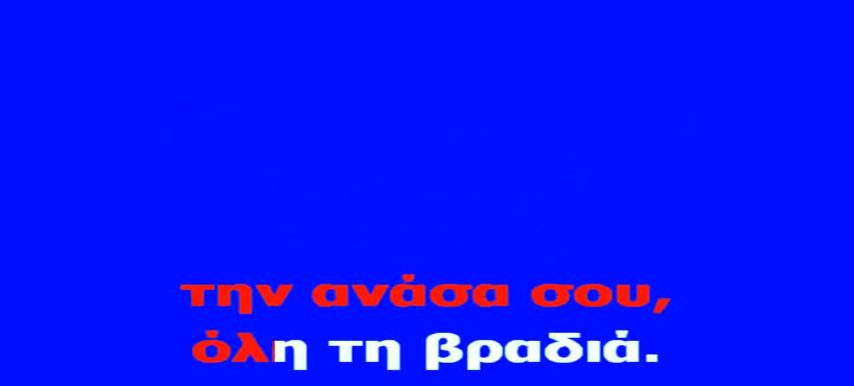 την ανάσα σου,
όλη τη βραδιά.